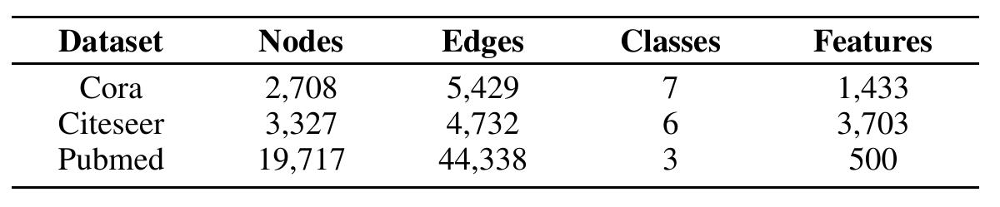 Dataset Nodes Edges Classes Features
Cora 2,708 5,429 7 1,433
Citeseer 3,327 4,732 6 3,703
Pubmed 19,717 44,338 3 500